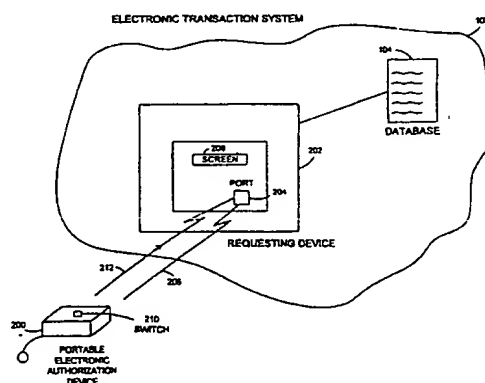 ELECTRONIC TRANSACTION SYSTEM
104
DATABASE
208
SCREEN
202
PORT
204
REQUESTING DEVICE
212
206
200
210
SWITCH
PORTABLE
ELECTRONIC
AUTHORIZATION
DEVICE